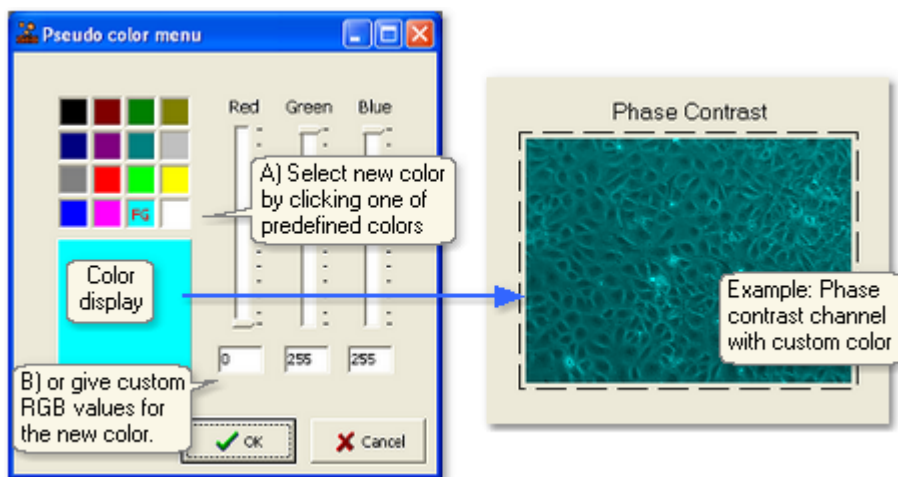 Pseudo color menu
Red Green Blue
A) Select new color
by clicking one of
predefined colors
FG
Color
display
0 255 255
B) or give custom
RGB values for
the new color.
OK Cancel
Phase Contrast
Example: Phase
contrast channel
with custom color